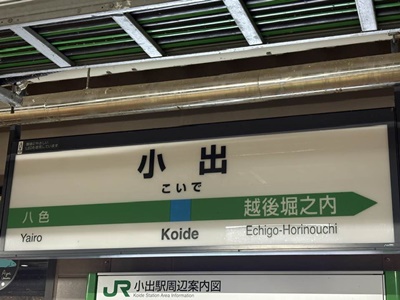 小出
こいで
八色 越後堀之内
Yairo Koide Echigo-Horinouchi
JR 小出駅周辺案内図
Koide Station Area Information